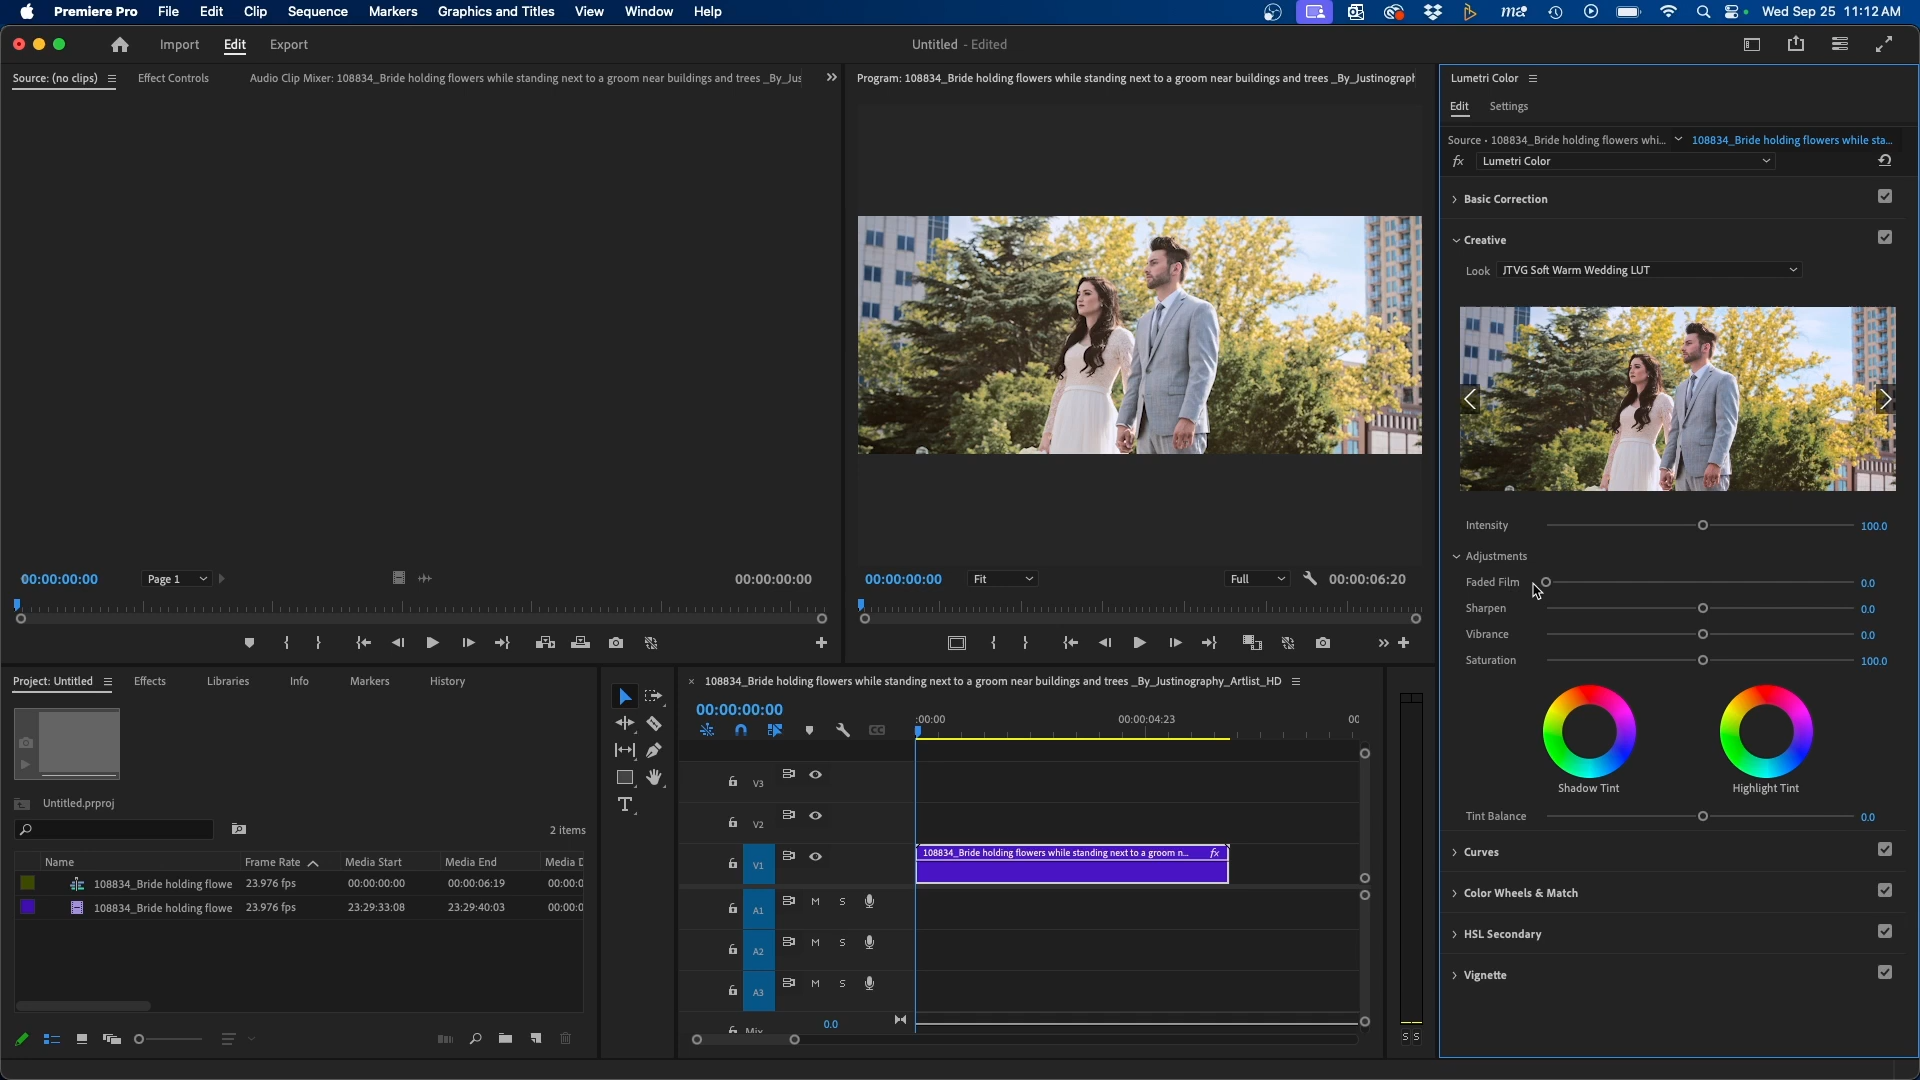 Premiere Pro File Edit Clip Sequence Markers Graphics and Titles View Window Help
Wed Sep 25 11:12 AM
Import Edit Export
Untitled - Edited
Source: (no clips) Effect Controls Audio Clip Mixer: 108834_Bride holding flowers while standing next to a groom near buildings and trees _By_Jus
Program: 108834_Bride holding flowers while standing next to a groom near buildings and trees _By_Justinograph
Lumetri Color
Edit Settings
Source • 108834_Bride holding flowers whi... 108834_Bride holding flowers while sta...
fx Lumetri Color
Basic Correction
Creative
Look JTVG Soft Warm Wedding LUT
Intensity 100.0
Adjustments
Faded Film 0.0
Sharpen 0.0
Vibrance 0.0
Saturation 100.0
Shadow Tint Highlight Tint
Tint Balance 0.0
Curves
Color Wheels & Match
HSL Secondary
Vignette
00:00:00:00 Page 1 00:00:00:00
00:00:00:00 Fit Full 00:00:06:20
Project: Untitled Effects Libraries Info Markers History
Untitled.prproj
2 items
Name Frame Rate Media Start Media End Media D
108834_Bride holding flowe 23.976 fps 00:00:00:00 00:00:06:19 00:00:0
108834_Bride holding flowe 23.976 fps 23:29:33:08 23:29:40:03 00:00:0
× 108834_Bride holding flowers while standing next to a groom near buildings and trees _By_Justinography_Artlist_HD
00:00:00:00
:00:00 00:00:04:23 00
V3
V2
V1
108834_Bride holding flowers while standing next to a groom n... fx
A1 M S
A2 M S
A3 M S
Mix 0.0
S S